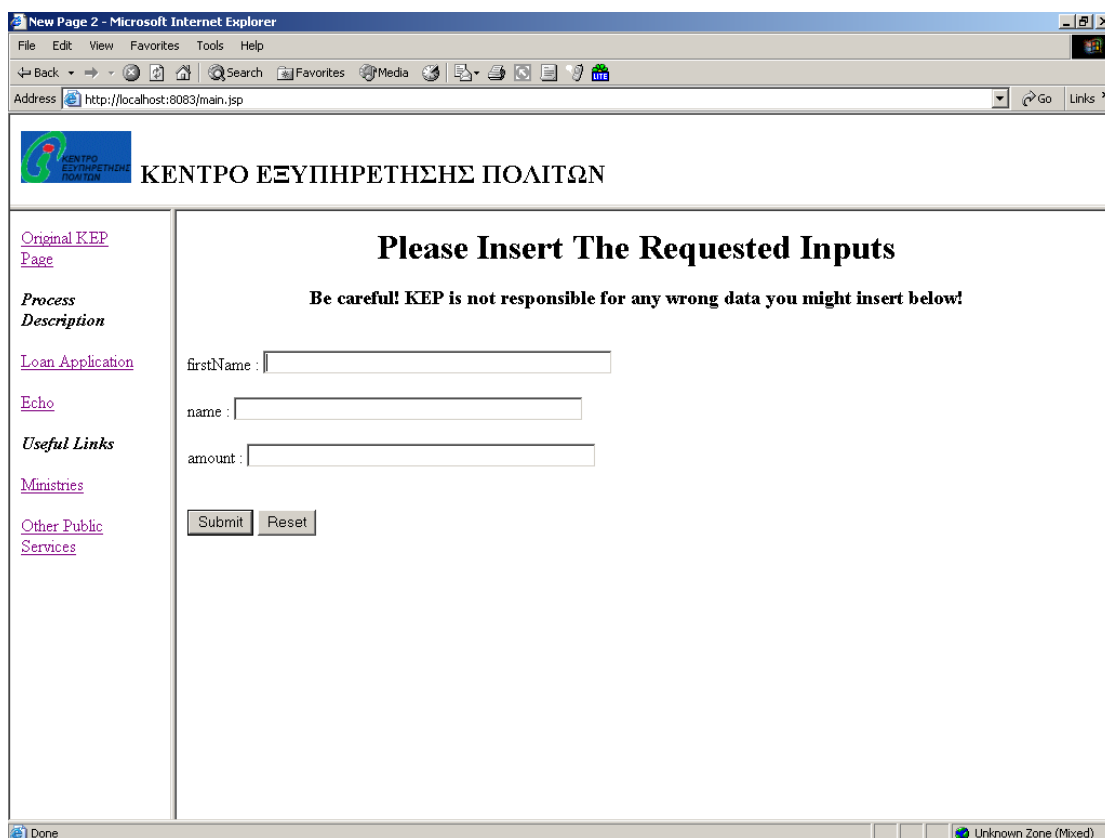 New Page 2 - Microsoft Internet Explorer
File Edit View Favorites Tools Help
Back Search Favorites Media LITE
Address http://localhost:8083/main.jsp Go Links
ΚΕΝΤΡΟ
ΕΞΥΠΗΡΕΤΗΣΗΣ
ΠΟΛΙΤΩΝ
ΚΕΝΤΡΟ ΕΞΥΠΗΡΕΤΗΣΗΣ ΠΟΛΙΤΩΝ
Original KEP
Page
Process
Description
Loan Application
Echo
Useful Links
Ministries
Other Public
Services
Please Insert The Requested Inputs
Be careful! KEP is not responsible for any wrong data you might insert below!
firstName :
name :
amount :
Submit Reset
Done Unknown Zone (Mixed)